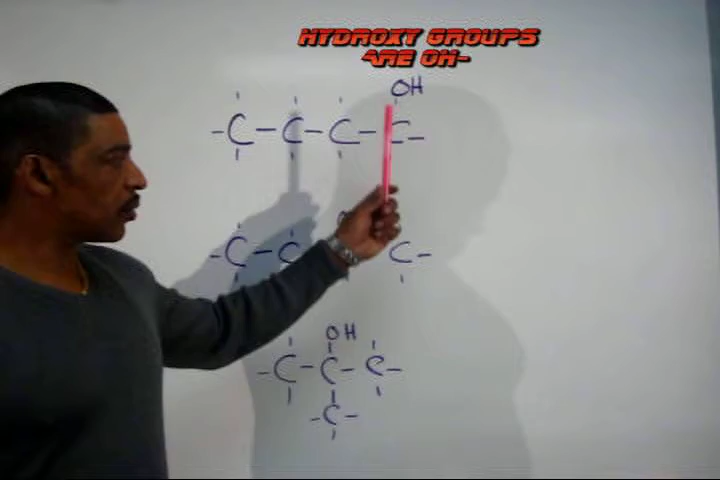 HYDROXY GROUPS
ARE OH-
OH
-C-C-C-C-
-C-C C-
OH
-C-C-C-
-C-